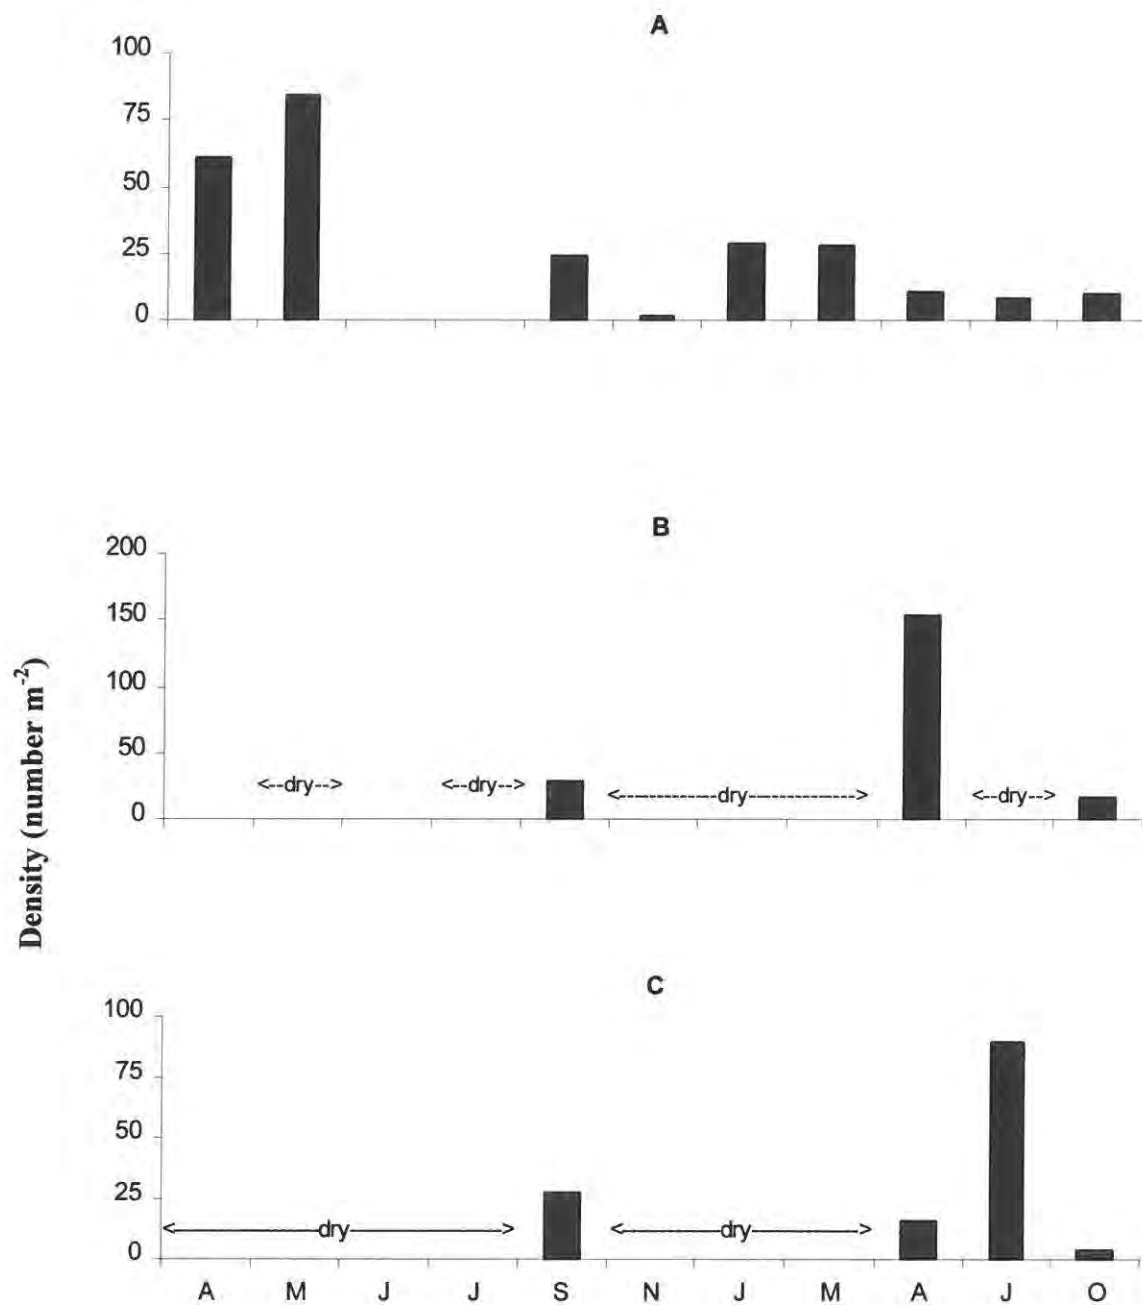 A
100
75
50
25
0
B
200
150
100
50
0
<--dry-->
<--dry-->
<---------------dry--------------->
<--dry-->
Density (number m⁻²)
C
100
75
50
25
0
<dry>
<dry>
A M J J S N J M A J O